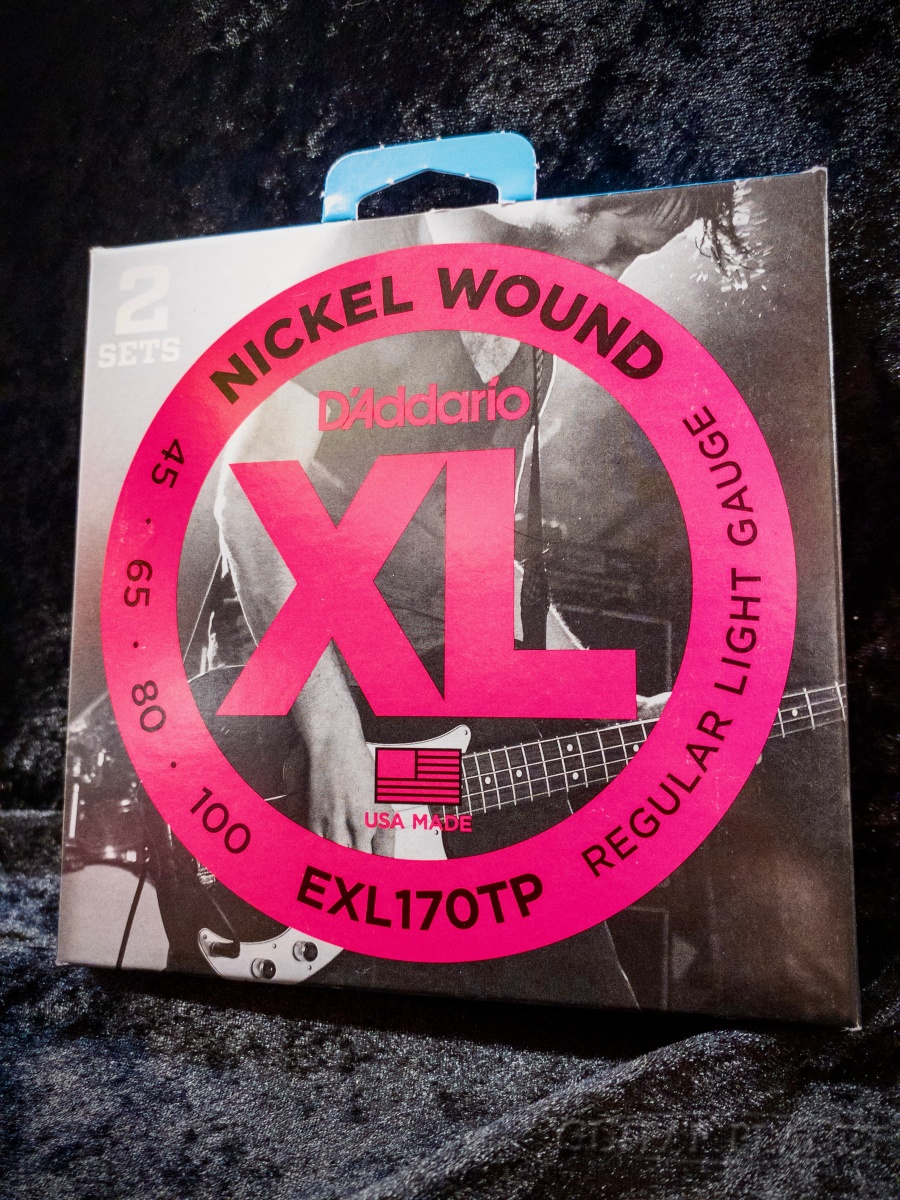 2
SETS
NICKEL WOUND
D'Addario
XL
45 · 65 · 80 · 100
REGULAR LIGHT GAUGE
USA MADE
EXL170TP